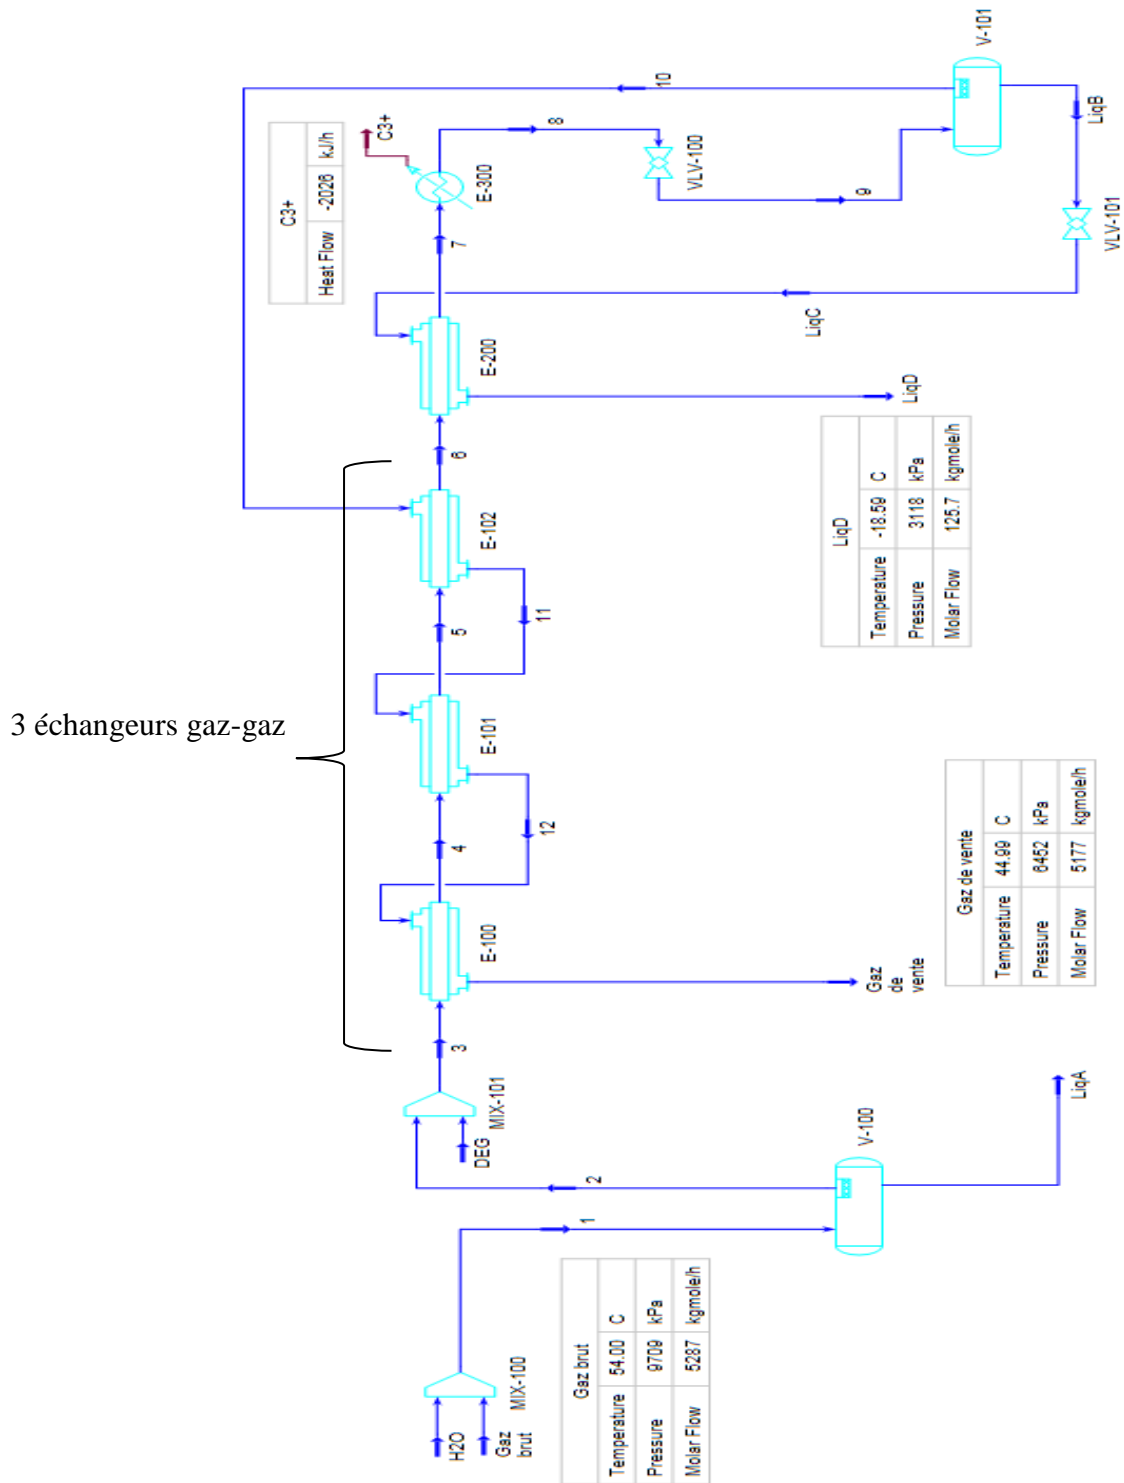 V-101
10
LiqB
C3+
8
VLV-100
9
VLV-101
C3+
Heat Flow -2026 kJ/h
E-300
7
LiqC
E-200
LiqD
6
LiqD
Temperature -18.59 C
Pressure 3118 kPa
Molar Flow 125.7 kgmole/h
E-102
11
5
3 échangeurs gaz-gaz
E-101
12
4
E-100
Gaz
de
vente
Gaz de vente
Temperature 44.99 C
Pressure 6452 kPa
Molar Flow 5177 kgmole/h
3
MIX-101
DEG
LiqA
V-100
2
1
Gaz brut
Temperature 54.00 C
Pressure 9709 kPa
Molar Flow 5287 kgmole/h
MIX-100
H2O
Gaz
brut